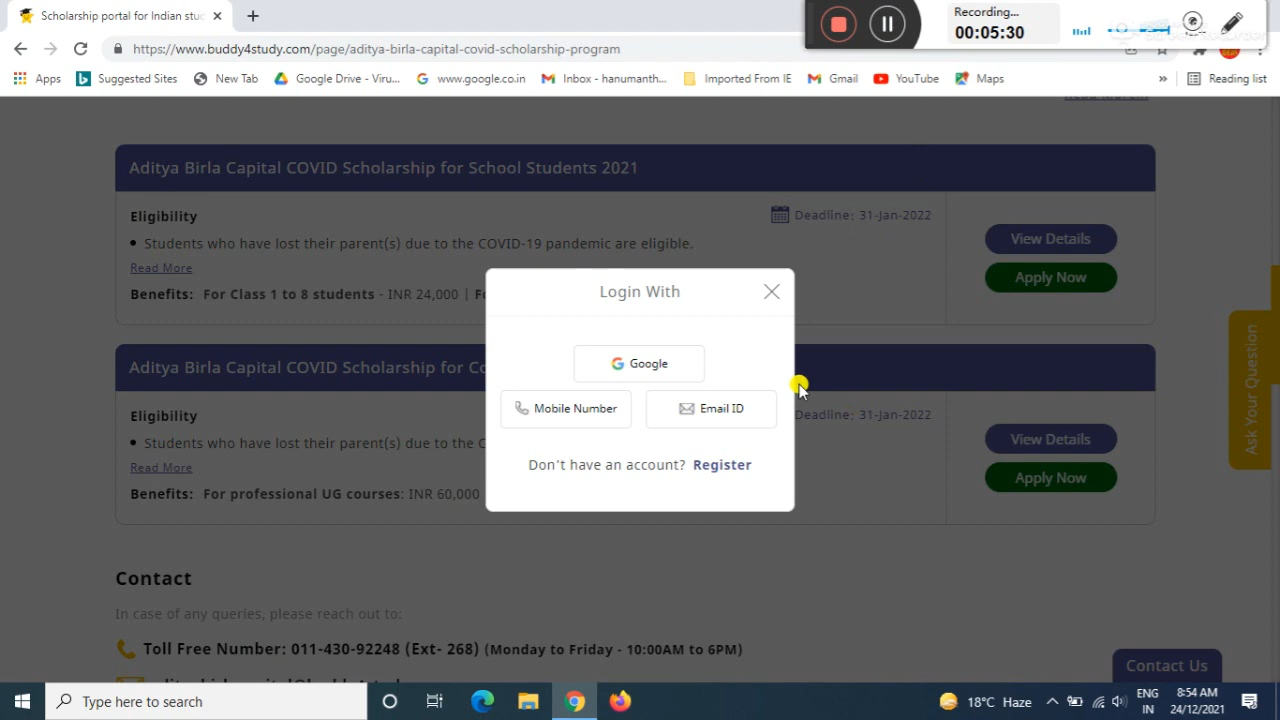 Scholarship portal for Indian stuc
Recording...
00:05:30
https://www.buddy4study.com/page/aditya-birla-capital-covid-scholarship-program
Apps
Suggested Sites
New Tab
Google Drive - Viru...
www.google.co.in
Inbox - hanumanth...
Imported From IE
Gmail
YouTube
Maps
»
Reading list
Aditya Birla Capital COVID Scholarship for School Students 2021
Eligibility
Deadline: 31-Jan-2022
• Students who have lost their parent(s) due to the COVID-19 pandemic are eligible.
Read More
Benefits: For Class 1 to 8 students - INR 24,000 | Fo
View Details
Apply Now
Login With
Google
Mobile Number
Email ID
Don't have an account? Register
Aditya Birla Capital COVID Scholarship for Co
Eligibility
Deadline: 31-Jan-2022
• Students who have lost their parent(s) due to the C
Read More
Benefits: For professional UG courses: INR 60,000
View Details
Apply Now
Ask Your Question
Contact
In case of any queries, please reach out to:
Toll Free Number: 011-430-92248 (Ext- 268) (Monday to Friday - 10:00AM to 6PM)
Contact Us
Type here to search
18°C Haze
ENG
IN
8:54 AM
24/12/2021